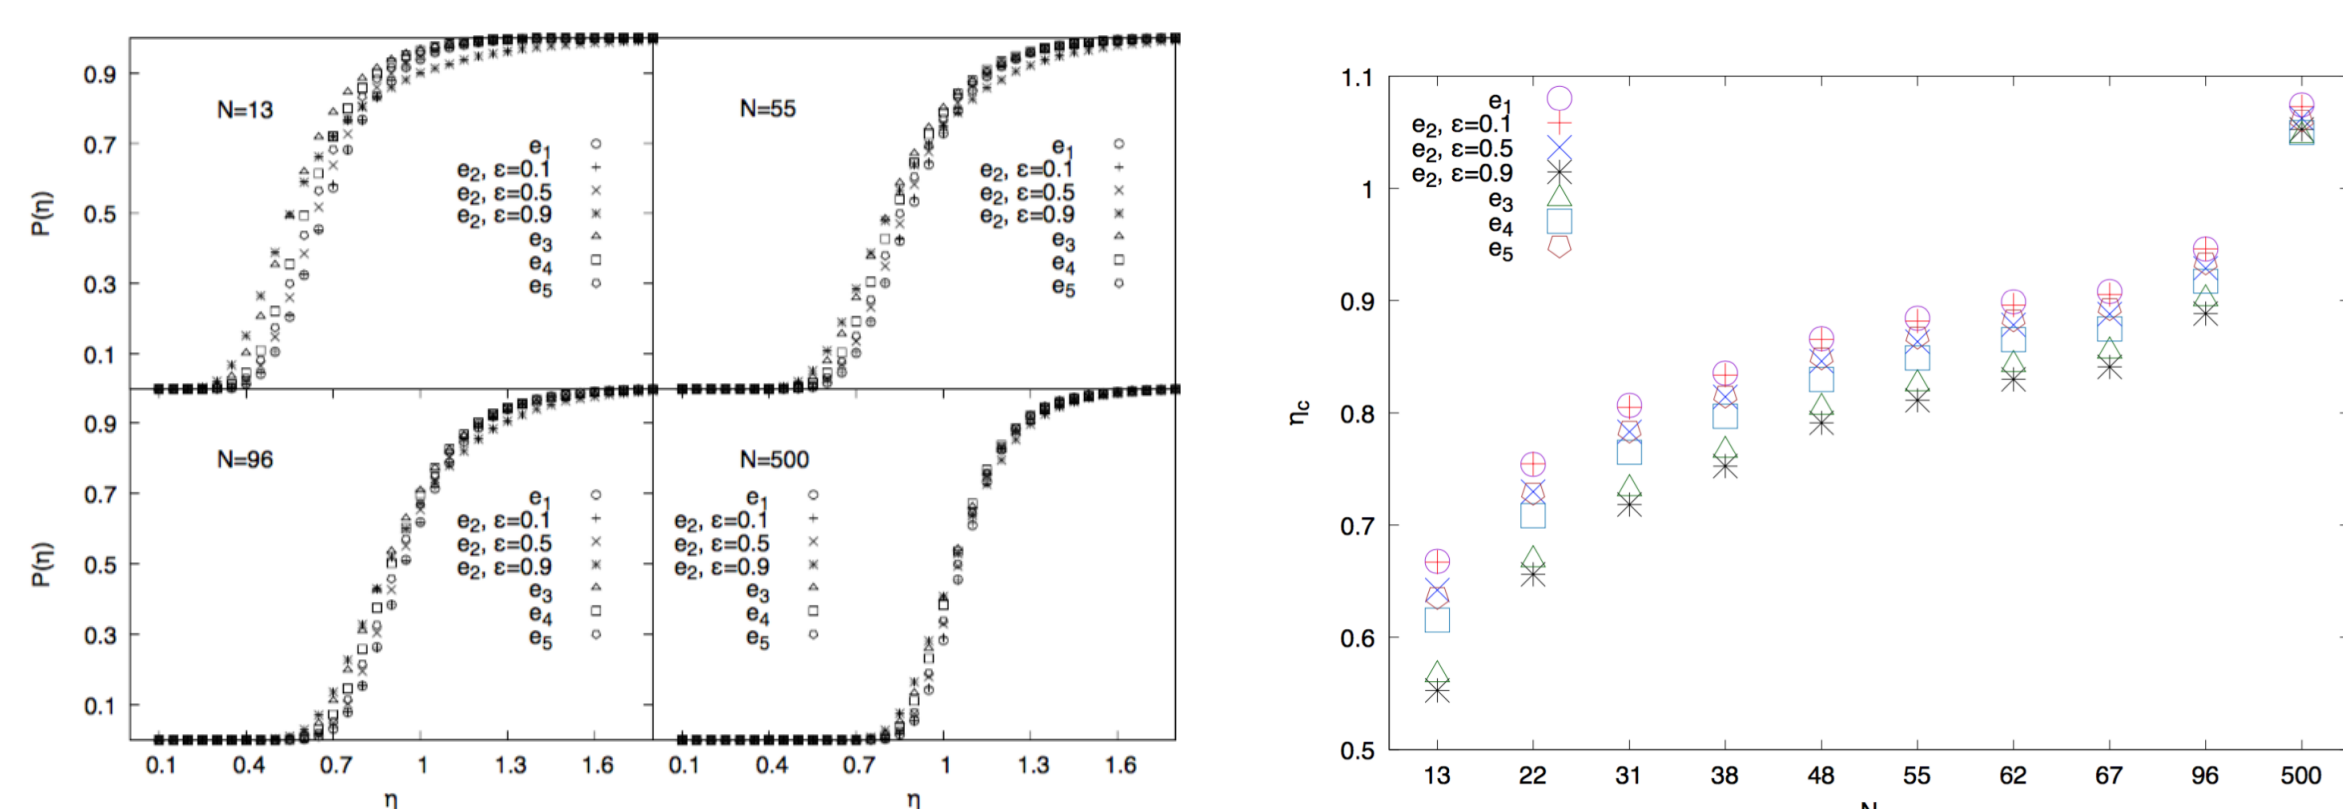 P(η)
0.9
0.7
0.5
0.3
0.1
N=13
e1
e2, ε=0.1
e2, ε=0.5
e2, ε=0.9
e3
e4
e5
N=55
e1
e2, ε=0.1
e2, ε=0.5
e2, ε=0.9
e3
e4
e5
P(η)
0.9
0.7
0.5
0.3
0.1
N=96
e1
e2, ε=0.1
e2, ε=0.5
e2, ε=0.9
e3
e4
e5
N=500
e1
e2, ε=0.1
e2, ε=0.5
e2, ε=0.9
e3
e4
e5
0.1 0.4 0.7 1 1.3 1.6 0.1 0.4 0.7 1 1.3 1.6
η η
ηc
1.1
1
0.9
0.8
0.7
0.6
0.5
e1
e2, ε=0.1
e2, ε=0.5
e2, ε=0.9
e3
e4
e5
13 22 31 38 48 55 62 67 96 500
N